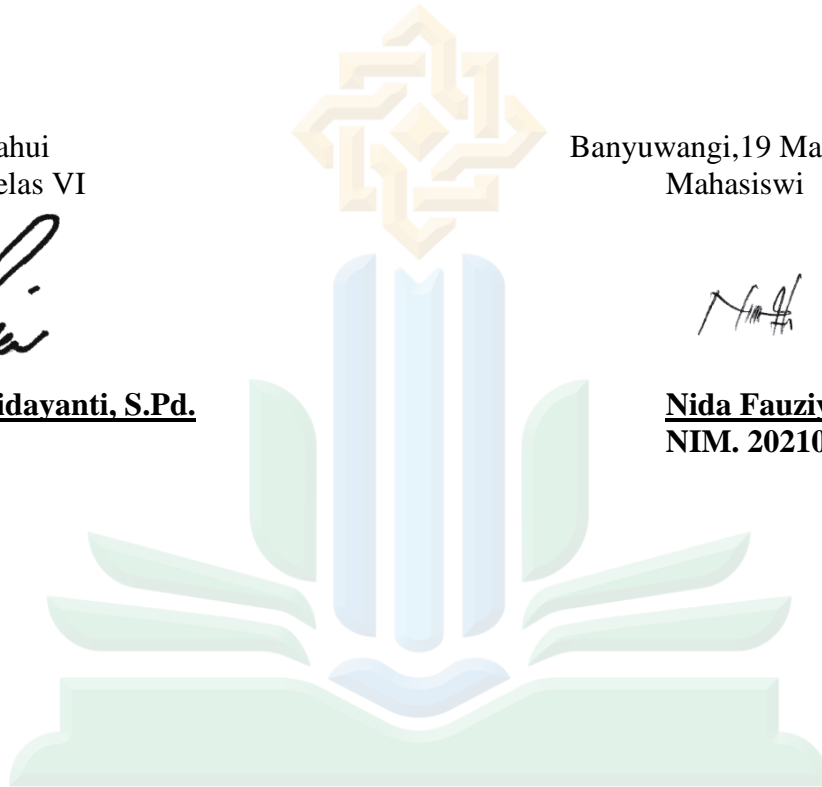 ahui
elas VI
idayanti, S.Pd.
Banyuwangi,19 Ma
Mahasiswi
Nida Fauziy
NIM. 20210